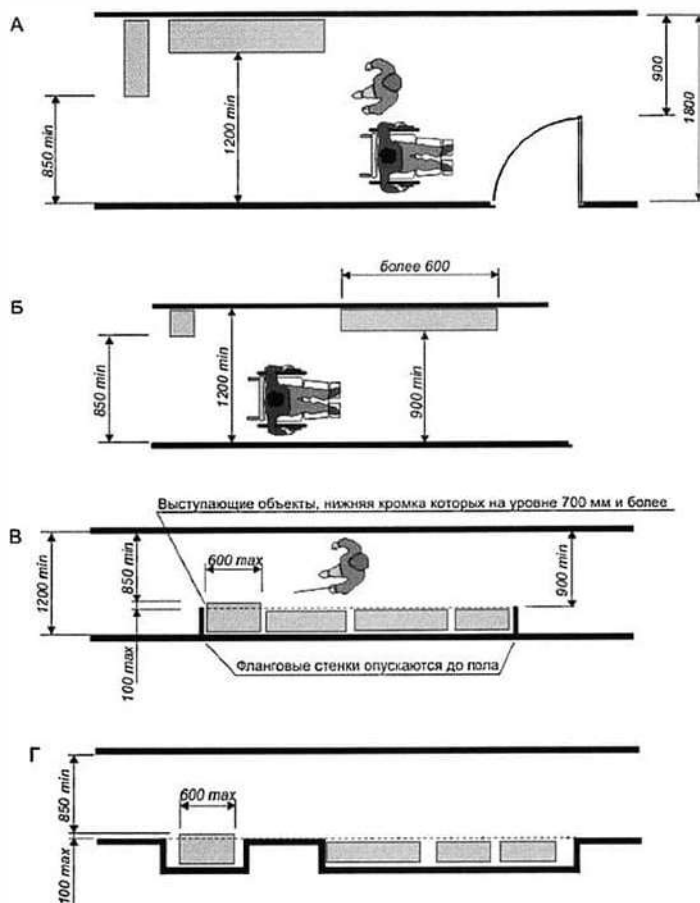 А
850 min
1200 min
900
1800
Б
более 600
850 min
1200 min
900 min
Выступающие объекты, нижняя кромка которых на уровне 700 мм и более
В
1200 min
850 min
600 max
900 min
100 max
Фланговые стенки опускаются до пола
Г
850 min
600 max
100 max